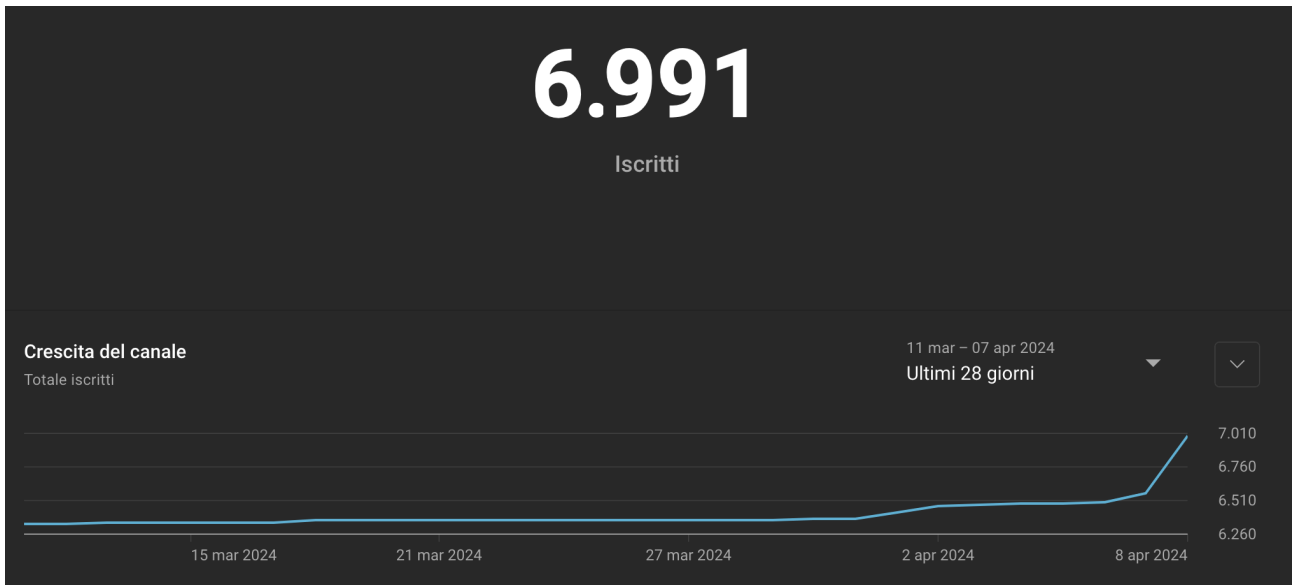 6.991
Iscritti
Crescita del canale
Totale iscritti
11 mar – 07 apr 2024
Ultimi 28 giorni
7.010
6.760
6.510
6.260
15 mar 2024
21 mar 2024
27 mar 2024
2 apr 2024
8 apr 2024